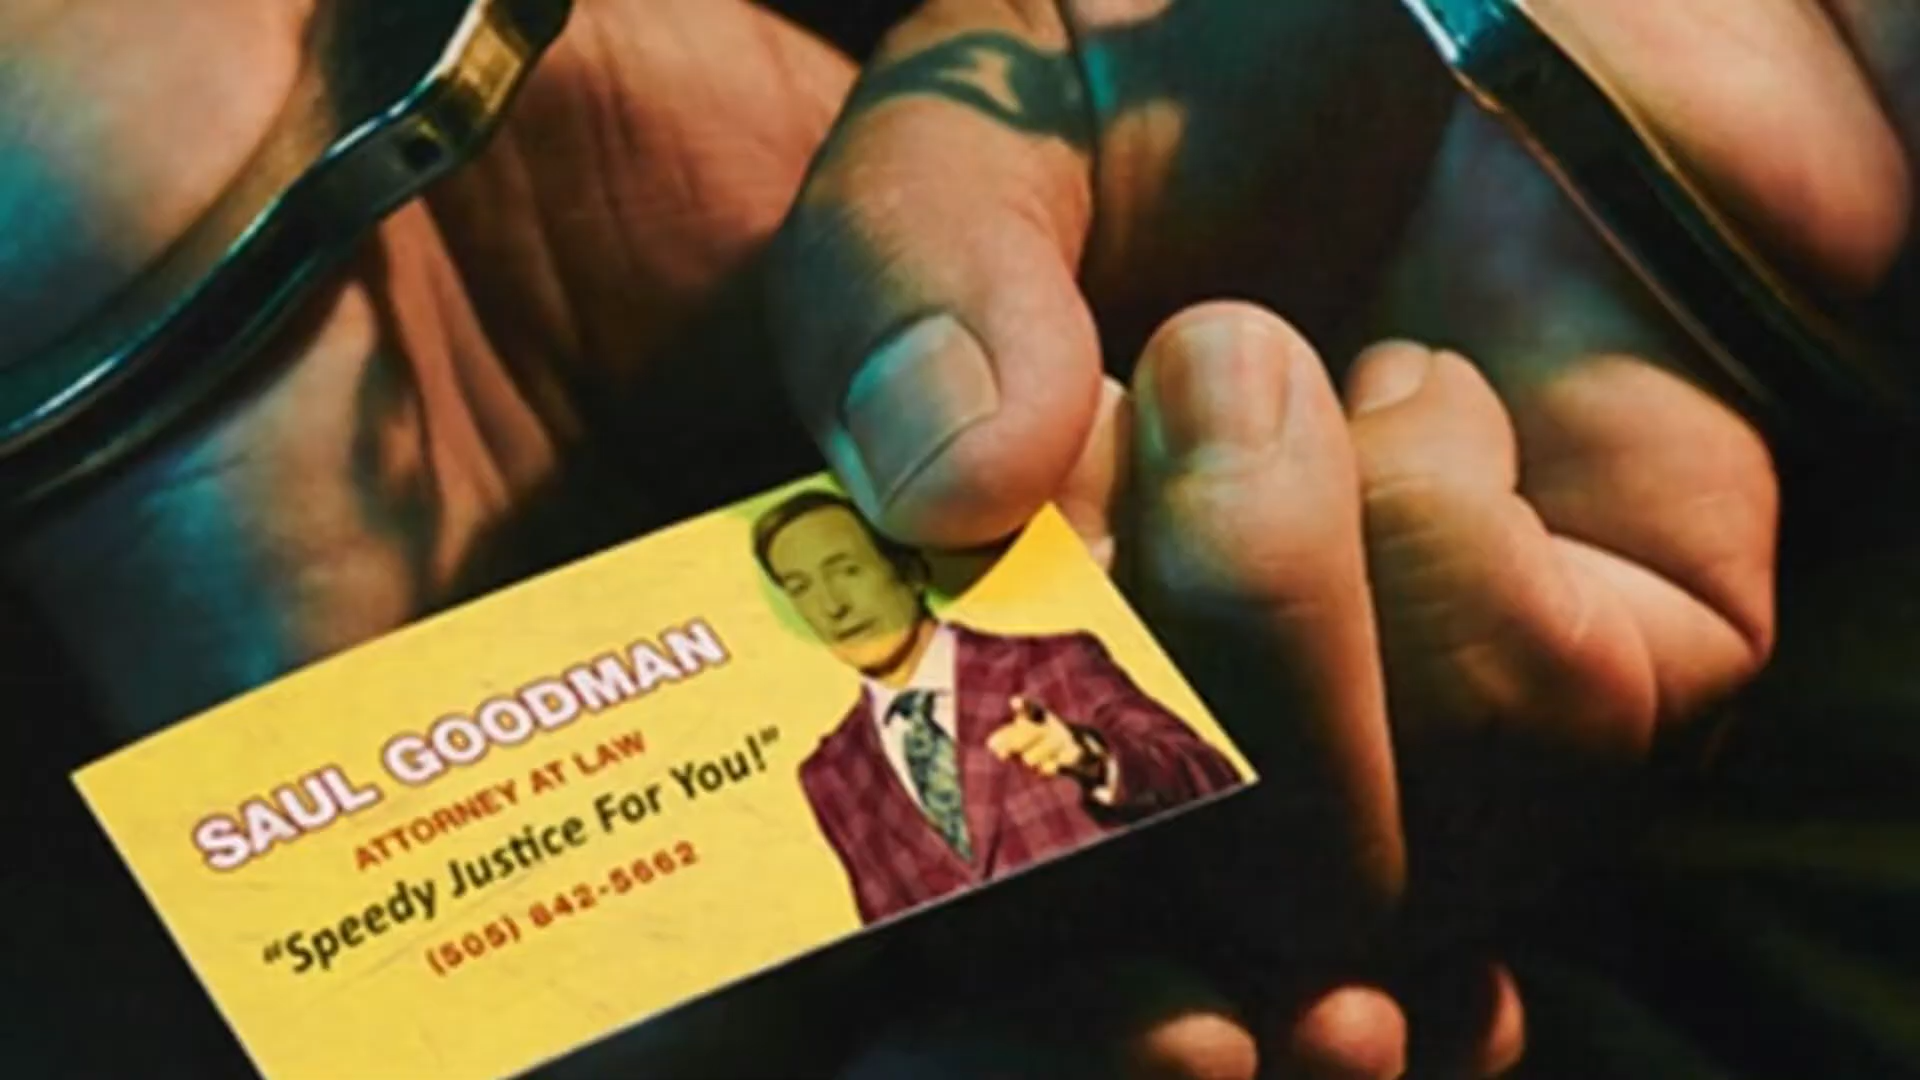 SAUL GOODMAN
ATTORNEY AT LAW
"Speedy Justice For You!"
(505) 842-5662